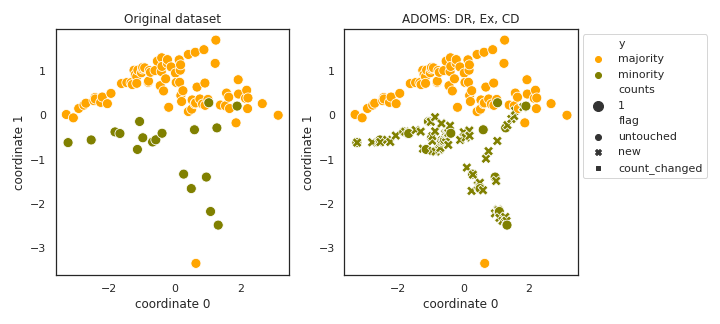 Original dataset
1
0
−1
−2
−3
coordinate 1
−2
0
2
coordinate 0
ADOMS: DR, Ex, CD
1
0
−1
−2
−3
coordinate 1
−2
0
2
coordinate 0
y
majority
minority
counts
1
flag
untouched
new
count_changed